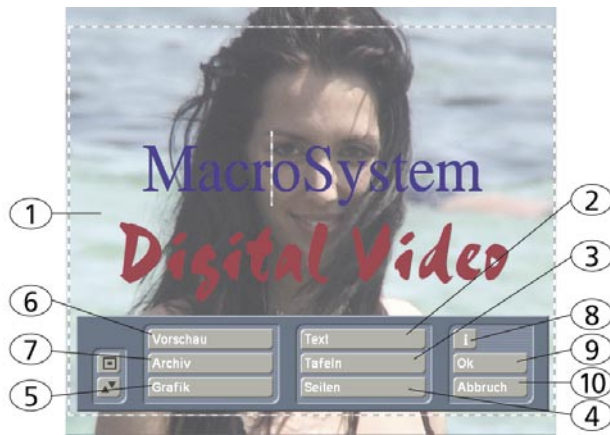 MacroSystem
Digital Video
1
2
3
6
Vorschau
Text
i
8
7
Archiv
Tafeln
Ok
9
5
Grafik
Seiten
Abbruch
10
4